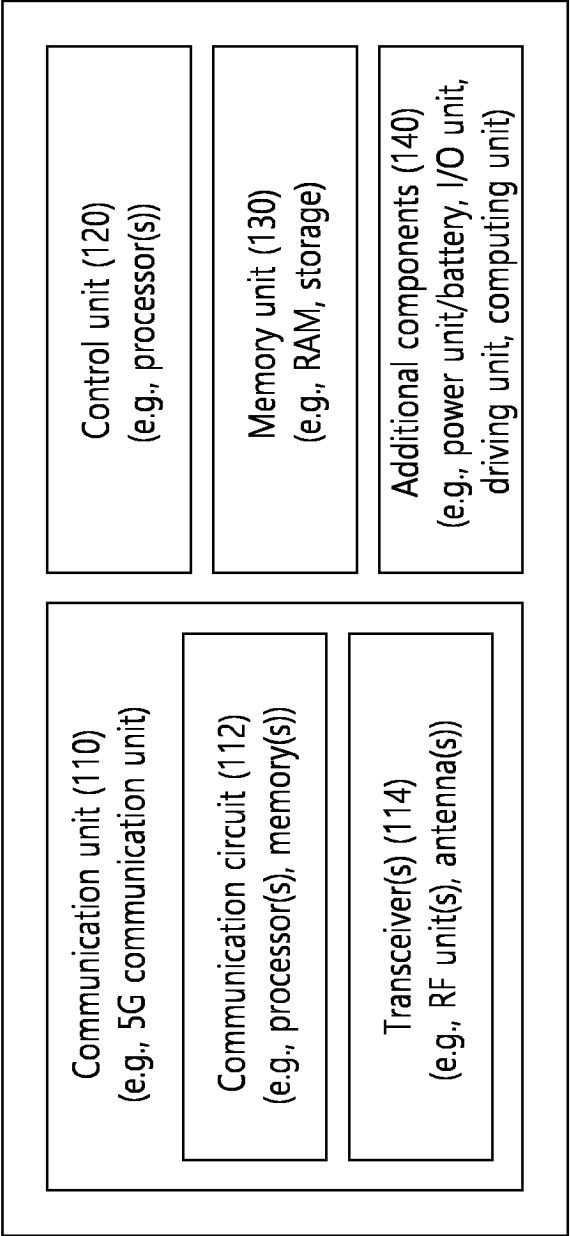 Communication unit (110)
(e.g., 5G communication unit)
Communication circuit (112)
(e.g., processor(s), memory(s))
Transceiver(s) (114)
(e.g., RF unit(s), antenna(s))
Control unit (120)
(e.g., processor(s))
Memory unit (130)
(e.g., RAM, storage)
Additional components (140)
(e.g., power unit/battery, I/O unit,
driving unit, computing unit)